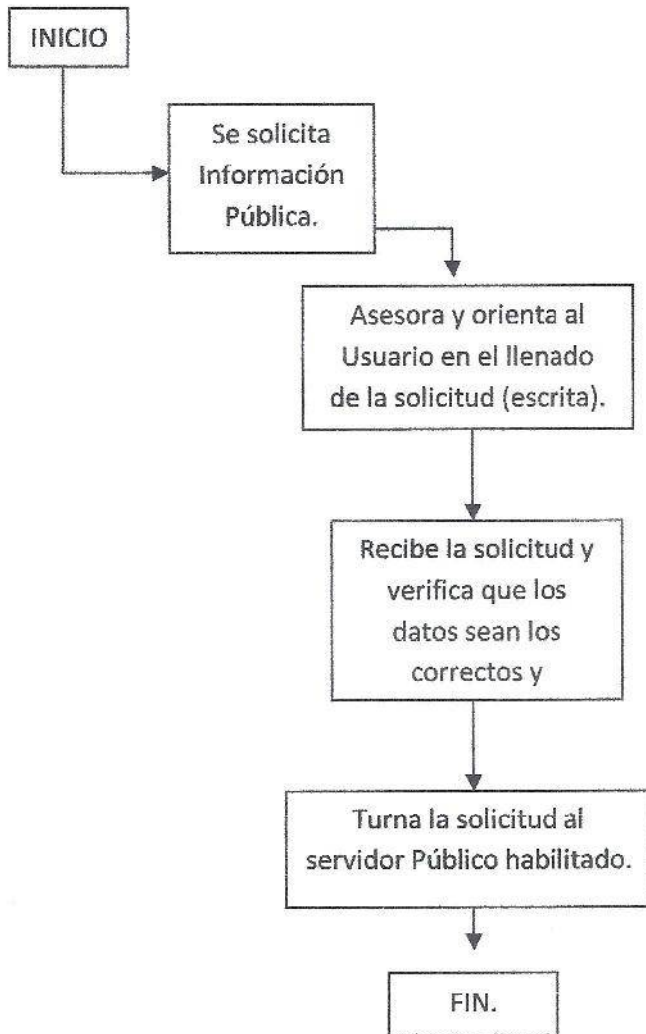 INICIO
Se solicita
Información
Pública.
Asesora y orienta al
Usuario en el llenado
de la solicitud (escrita).
Recibe la solicitud y
verifica que los
datos sean los
correctos y
Turna la solicitud al
servidor Público habilitado.
FIN.